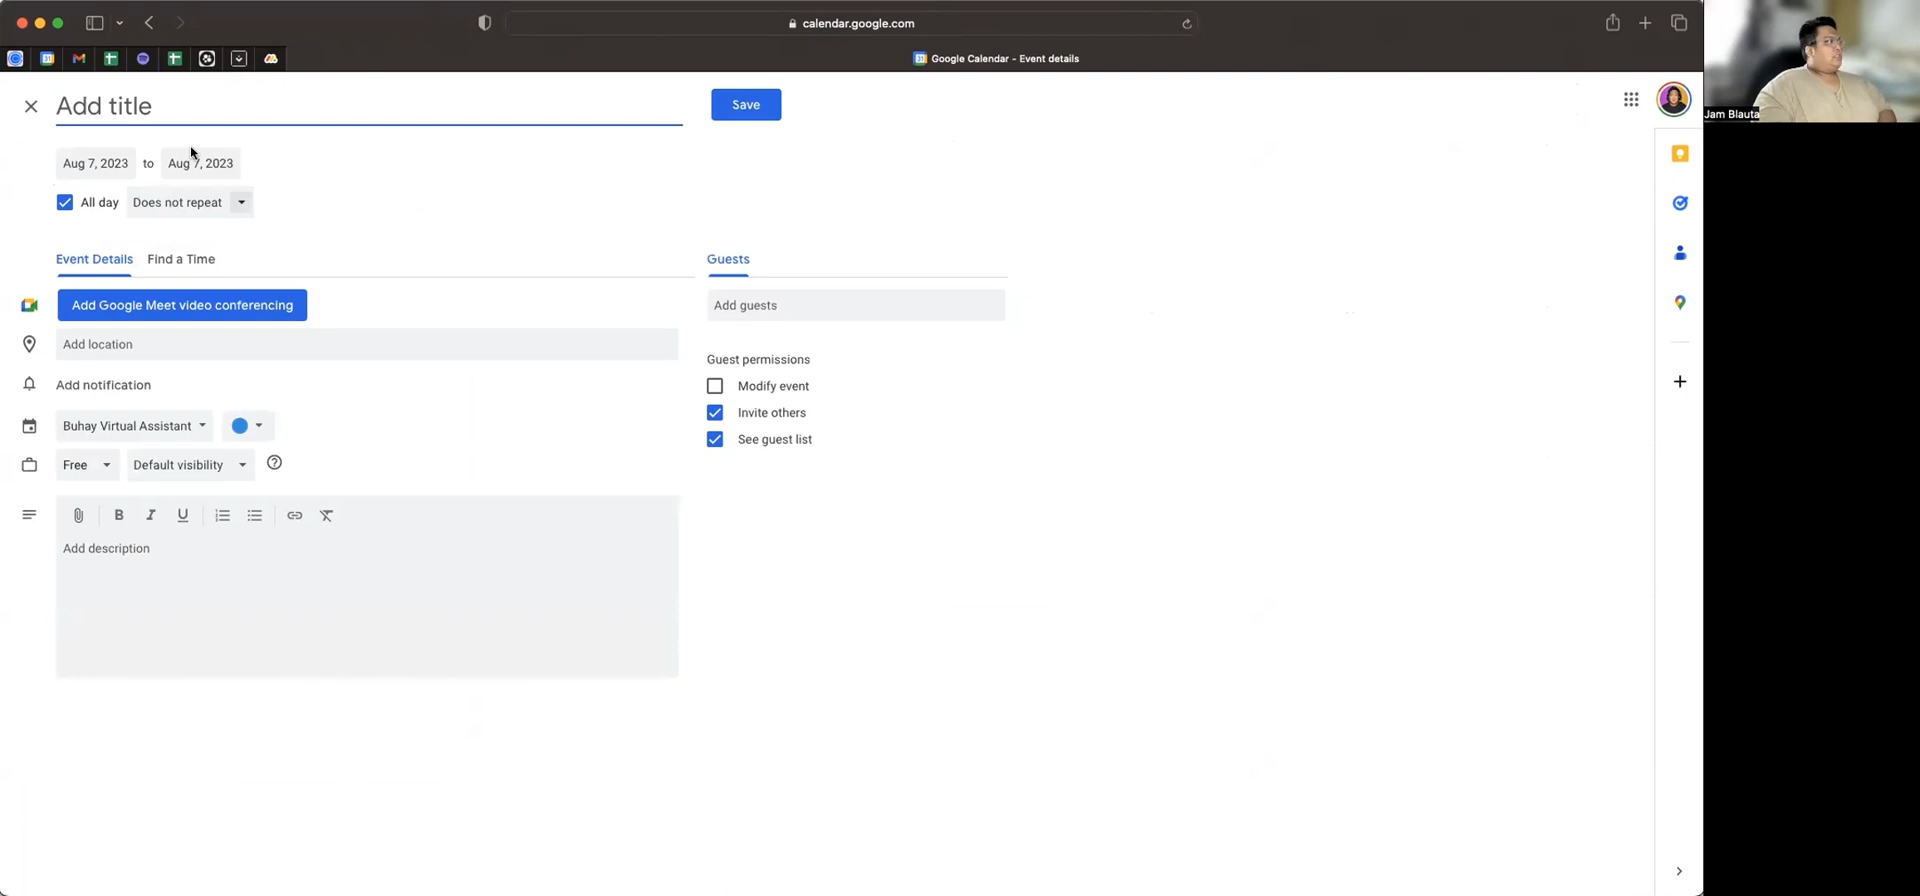 calendar.google.com
Google Calendar - Event details
Add title
Save
Jam Blauta
Aug 7, 2023 to Aug 7, 2023
All day Does not repeat
Event Details Find a Time
Guests
Add Google Meet video conferencing
Add guests
Add location
Guest permissions
Add notification
Modify event
Invite others
Buhay Virtual Assistant
See guest list
Free Default visibility
B I U
Add description